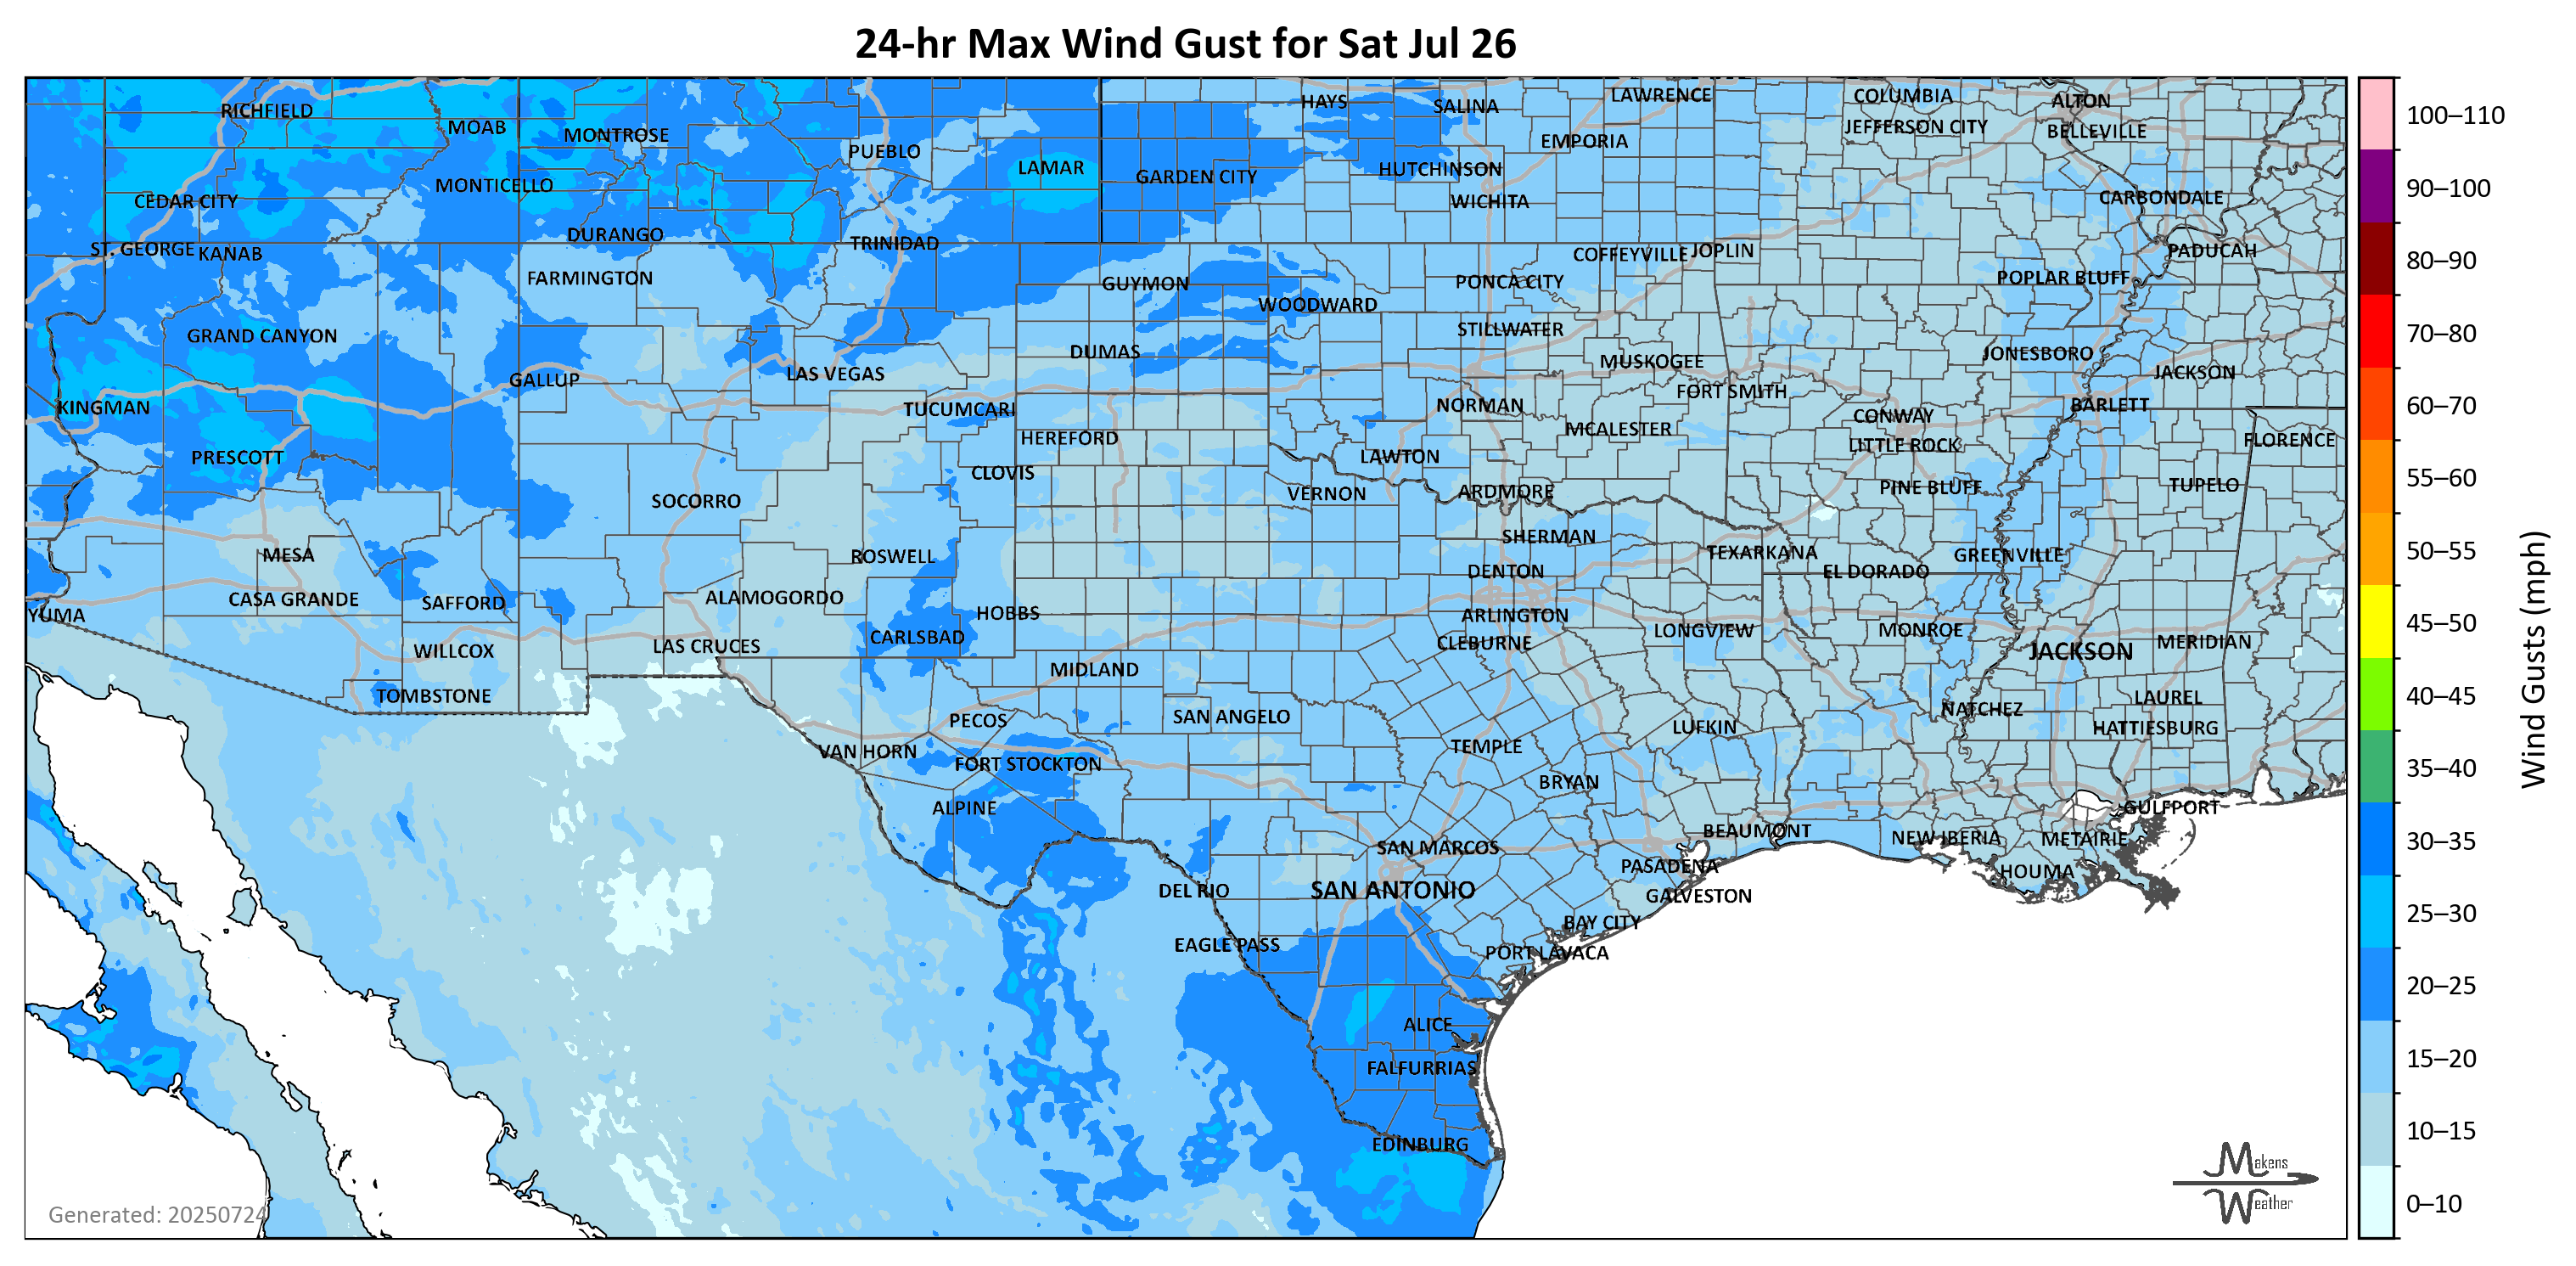 24-hr Max Wind Gust for Sat Jul 26
RICHFIELD
MOAB
MONTROSE
PUEBLO
LAMAR
HAYS
SALINA
LAWRENCE
COLUMBIA
ALTON
JEFFERSON CITY
BELLEVILLE
EMPORIA
GARDEN CITY
HUTCHINSON
MONTICELLO
CEDAR CITY
WICHITA
CARBONDALE
DURANGO
TRINIDAD
ST. GEORGE
KANAB
COFFEYVILLE
JOPLIN
PADUCAH
FARMINGTON
GUYMON
PONCA CITY
POPLAR BLUFF
WOODWARD
GRAND CANYON
STILLWATER
DUMAS
MUSKOGEE
JONESBORO
GALLUP
LAS VEGAS
JACKSON
FORT SMITH
KINGMAN
TUCUMCARI
NORMAN
CONWAY
BARLETT
MCALESTER
HEREFORD
LITTLE ROCK
FLORENCE
PRESCOTT
LAWTON
CLOVIS
SOCORRO
VERNON
ARDMORE
PINE BLUFF
TUPELO
MESA
ROSWELL
SHERMAN
TEXARKANA
GREENVILLE
DENTON
EL DORADO
CASA GRANDE
SAFFORD
ALAMOGORDO
HOBBS
YUMA
ARLINGTON
CARLSBAD
CLEBURNE
LONGVIEW
MONROE
WILLCOX
LAS CRUCES
JACKSON
MERIDIAN
MIDLAND
TOMBSTONE
LAUREL
NATCHEZ
PECOS
SAN ANGELO
LUFKIN
HATTIESBURG
VAN HORN
TEMPLE
FORT STOCKTON
BRYAN
ALPINE
GULFPORT
BEAUMONT
NEW IBERIA
METAIRIE
SAN MARCOS
PASADENA
HOUMA
DEL RIO
SAN ANTONIO
GALVESTON
BAY CITY
EAGLE PASS
PORT LAVACA
ALICE
FALFURRIAS
EDINBURG
Generated: 20250724
Makens
Weather
100–110
90–100
80–90
70–80
60–70
55–60
50–55
45–50
40–45
35–40
30–35
25–30
20–25
15–20
10–15
0–10
Wind Gusts (mph)